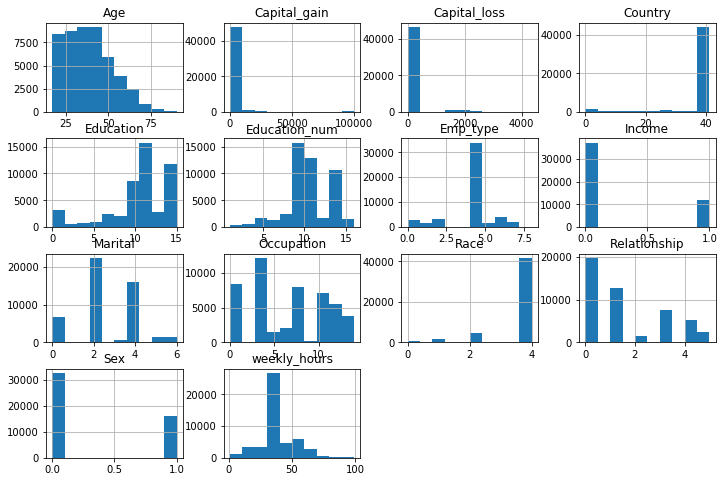 Age Capital_gain Capital_loss Country
7500 40000 40000 40000
5000
2500 20000 20000 20000
0 0 0 0
25 50 75 0 50000 100000 0 2000 4000 0 20 40
Education Education_num Emp_type Income
15000 15000 30000 30000
10000 10000 20000 20000
5000 5000 10000 10000
0 0 0 0
0 5 10 15 5 10 15 0.0 2.5 5.0 7.5 0.0 0.5 1.0
Marital Occupation Race Relationship
20000 10000 40000 20000
10000 5000 20000 10000
0 0 0 0
0 2 4 6 0 5 10 0 2 4 0 2 4
Sex weekly_hours
30000
20000 20000
10000 10000
0 0
0.0 0.5 1.0 0 50 100